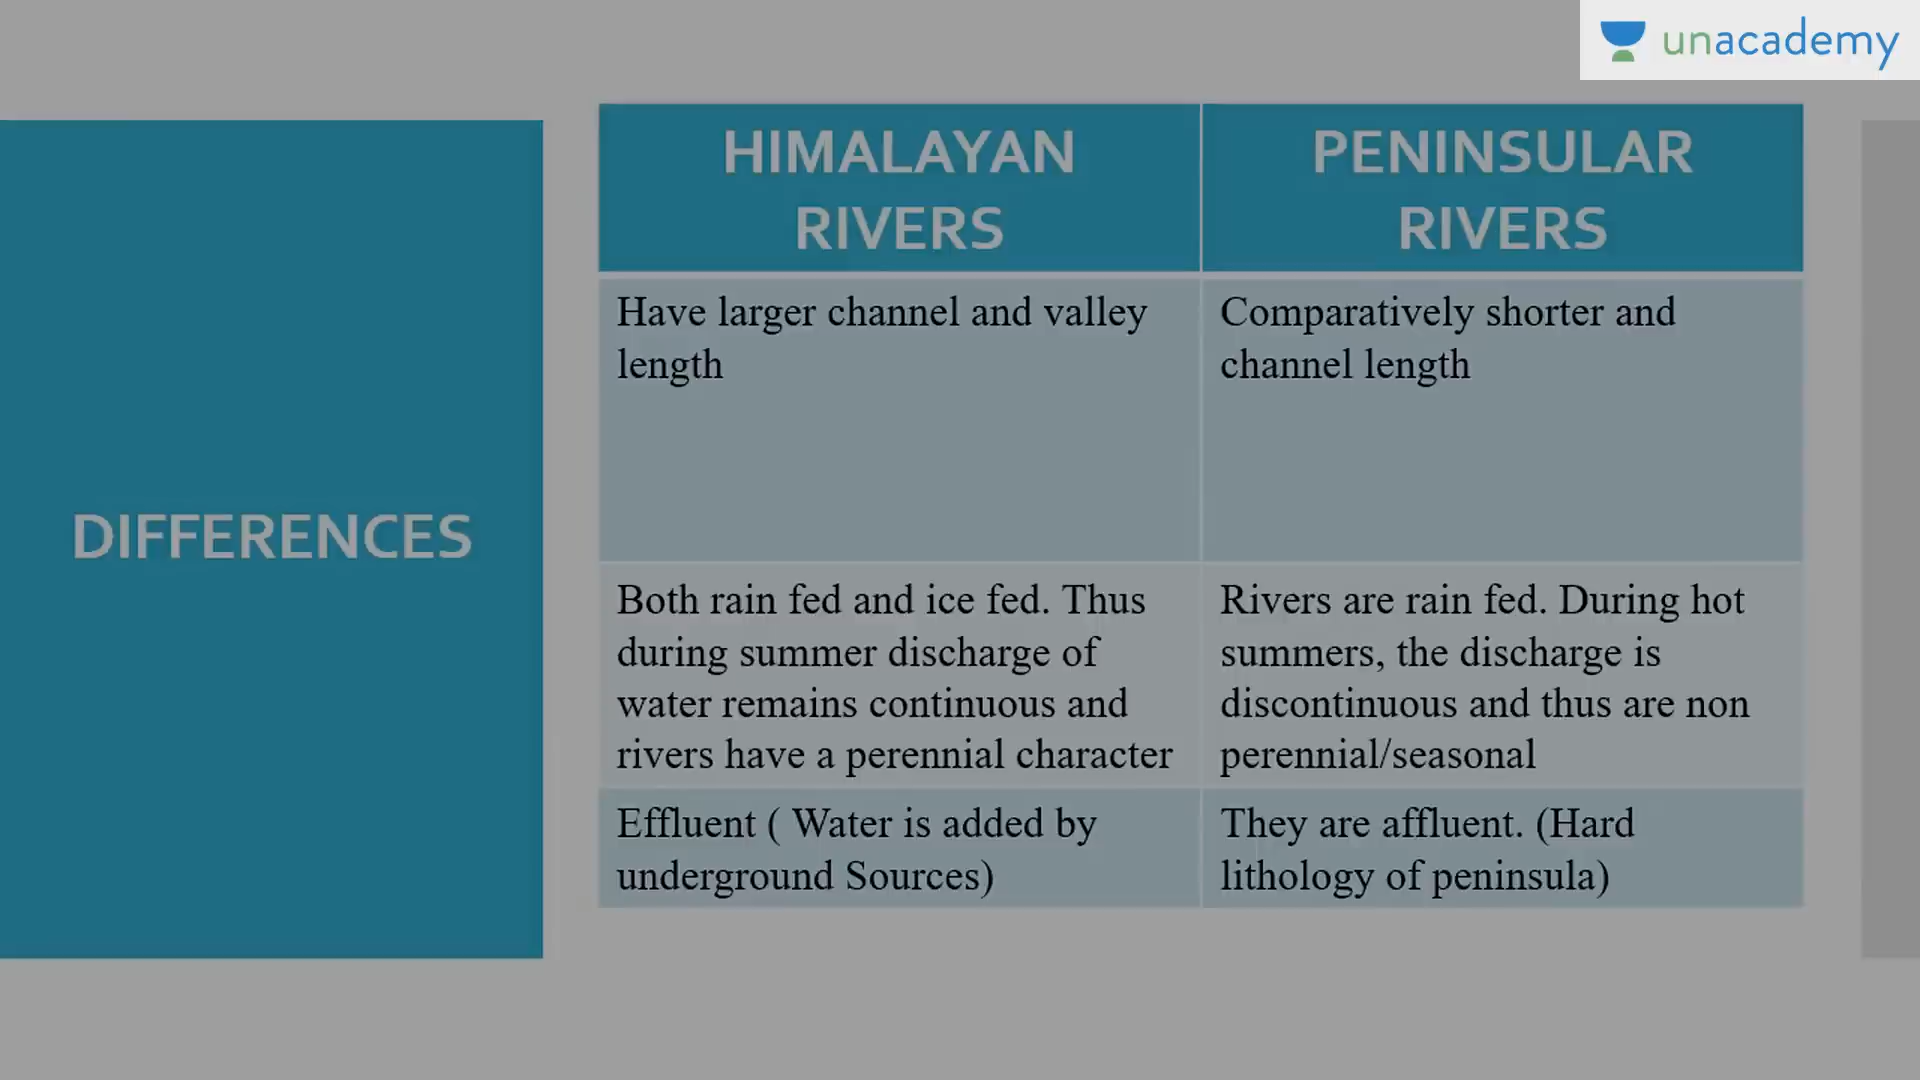 unacademy
DIFFERENCES
HIMALAYAN
RIVERS
PENINSULAR
RIVERS
Have larger channel and valley
length
Comparatively shorter and
channel length
Both rain fed and ice fed. Thus
during summer discharge of
water remains continuous and
rivers have a perennial character
Rivers are rain fed. During hot
summers, the discharge is
discontinuous and thus are non
perennial/seasonal
Effluent ( Water is added by
underground Sources)
They are affluent. (Hard
lithology of peninsula)